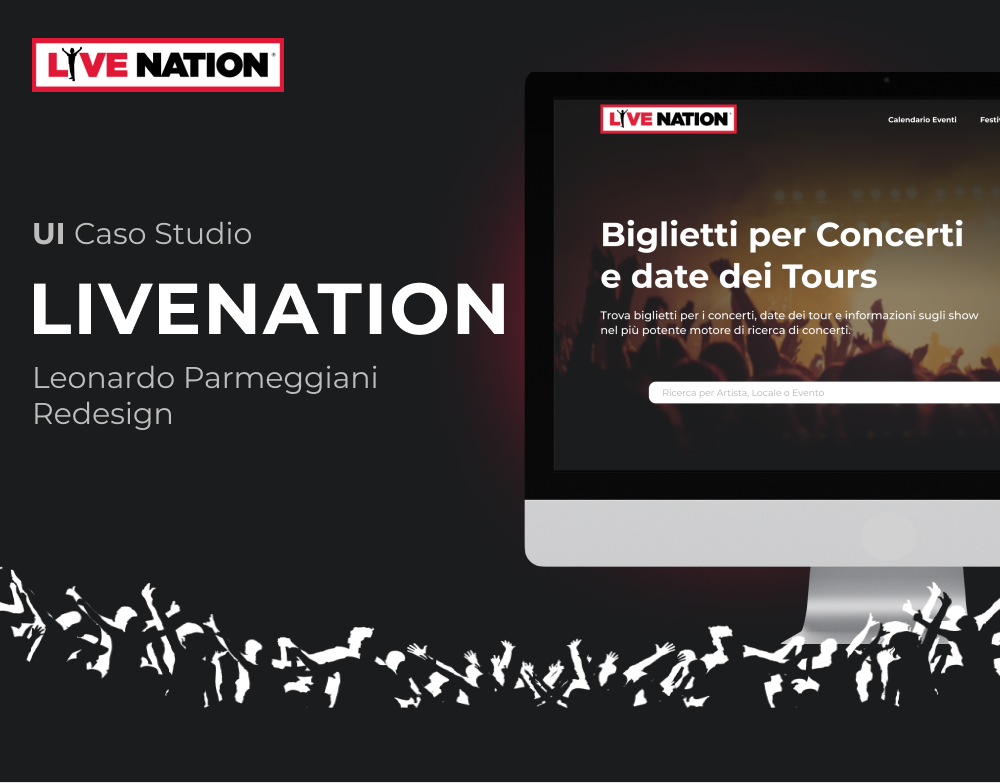 LIVE NATION
UI Caso Studio
LIVENATION
Leonardo Parmeggiani
Redesign
LIVE NATION
Calendario Eventi
Biglietti per Concerti
e date dei Tours
Trova biglietti per i concerti, date dei tour e informazioni sugli show
nel più potente motore di ricerca di concerti.
Ricerca per Artista, Locale o Evento